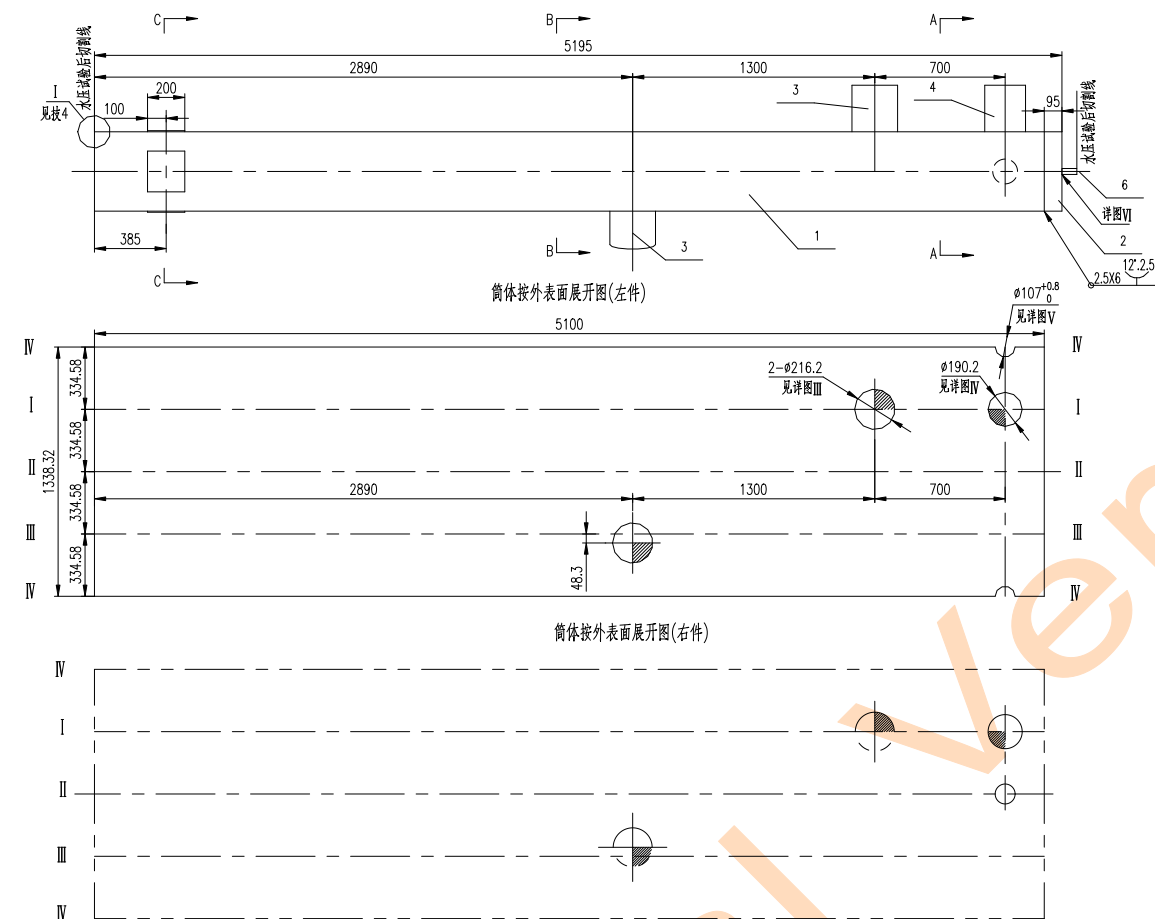 C
B
A
5195
水压试验后切割线
2890
1300
700
I
见技4
200
100
3
4
95
水压试验后切割线
6
详图VI
385
1
2
3
B
A
C
12°.2.5
2.5X6
筒体按外表面展开图(左件)
ø107+0.8 0
见详图V
5100
IV
IV
334.58
2-ø216.2
见详图III
ø190.2
见详图IV
I
I
334.58
1338.32
II
II
2890
1300
700
334.58
III
III
48.3
334.58
IV
IV
筒体按外表面展开图(右件)
IV
I
II
III
IV
Ver